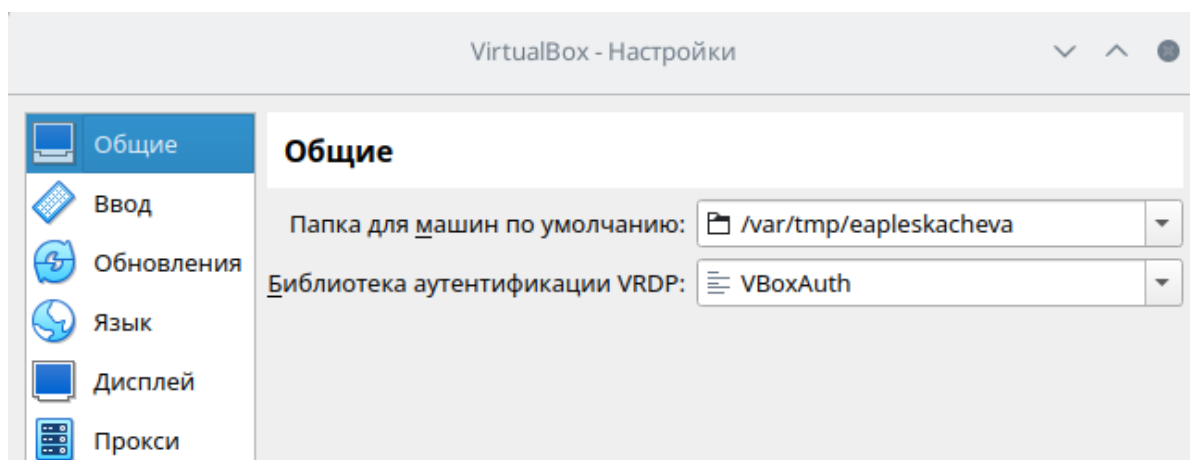 VirtualBox - Настройки
Общие
Ввод
Обновления
Язык
Дисплей
Прокси
Общие
Папка для машин по умолчанию: /var/tmp/eapleskacheva
Библиотека аутентификации VRDP: VBoxAuth